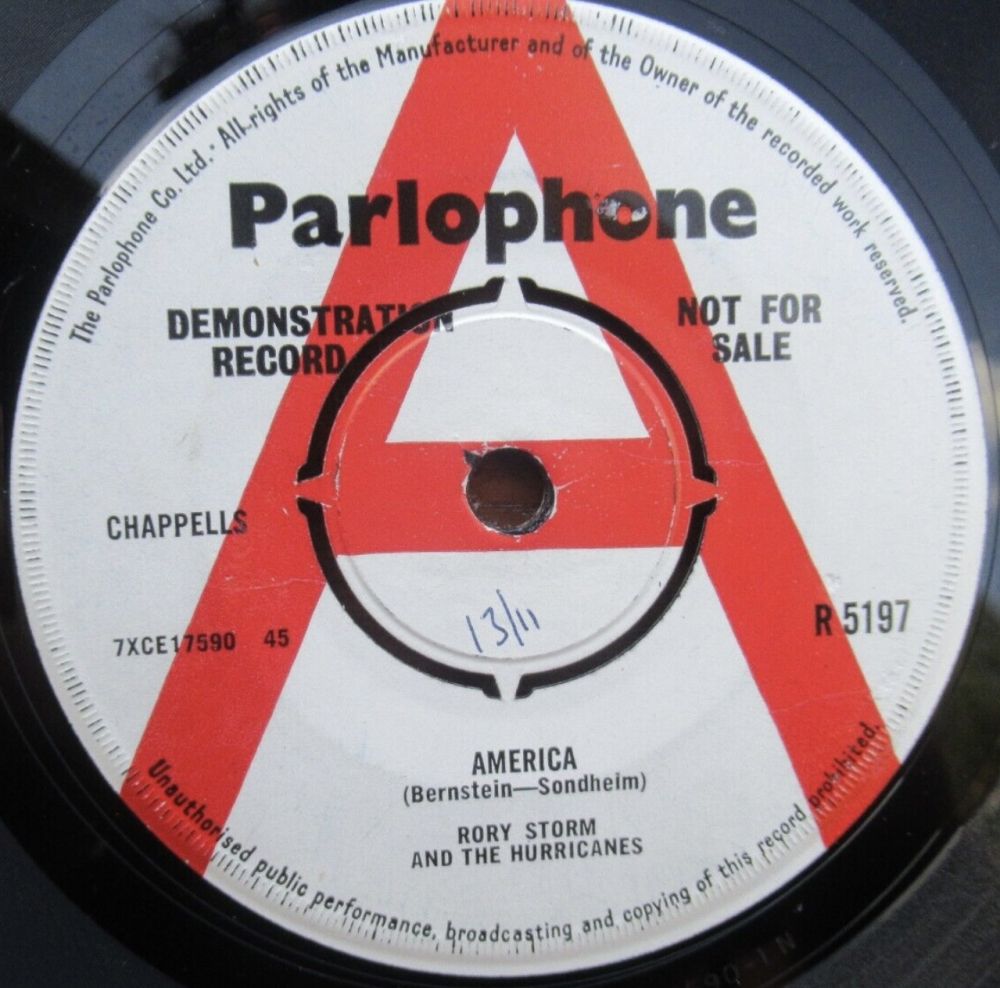 The Parlophone Co. Ltd. · All rights of the Manufacturer and of the Owner of the recorded work reserved.
Parlophone
DEMONSTRATION
RECORD
NOT FOR
SALE
CHAPPELLS
7XCE17590 45
R 5197
13/11
AMERICA
(Bernstein—Sondheim)
RORY STORM
AND THE HURRICANES
Unauthorised public performance, broadcasting and copying of this record prohibited.